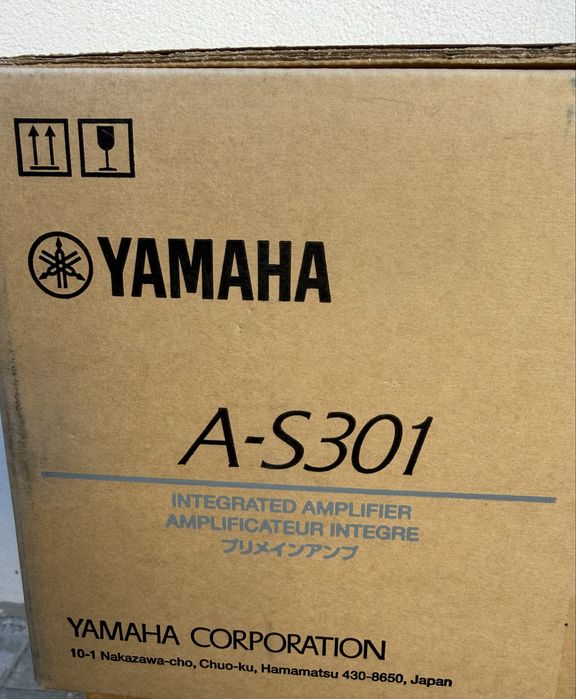 YAMAHA
A-S301
INTEGRATED AMPLIFIER
AMPLIFICATEUR INTEGRE
プリメインアンプ
YAMAHA CORPORATION
10-1 Nakazawa-cho, Chuo-ku, Hamamatsu 430-8650, Japan